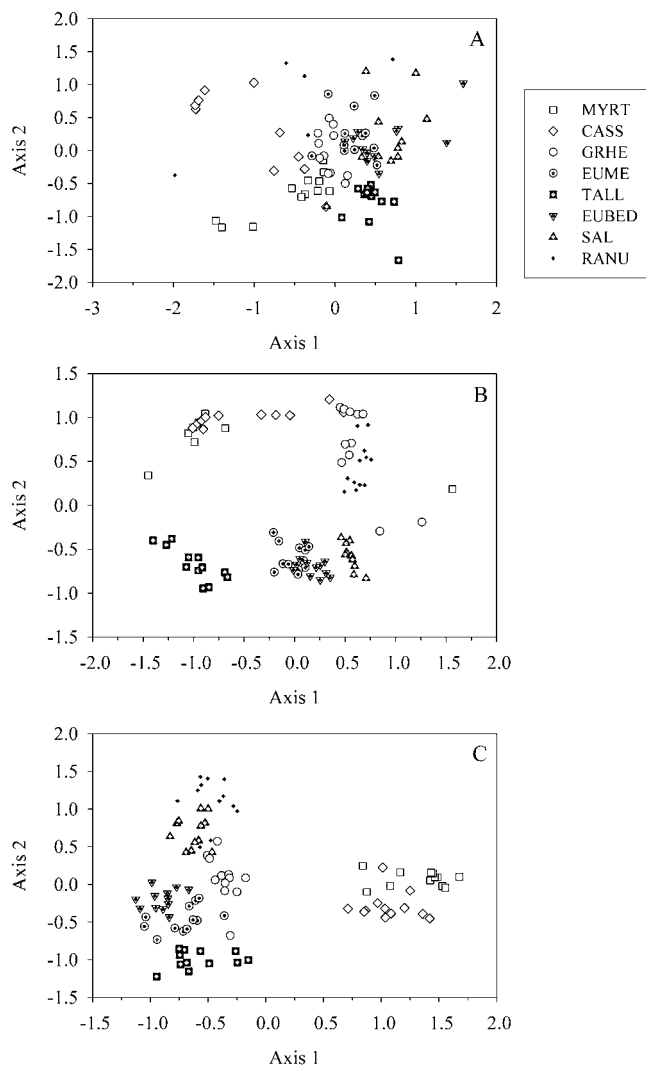 A
2.0
1.5
1.0
0.5
0.0
-0.5
-1.0
-1.5
-2.0
Axis 2
-3 -2 -1 0 1 2
Axis 1
MYRT
CASS
GRHE
EUME
TALL
EUBED
SAL
RANU
B
1.5
1.0
0.5
0.0
-0.5
-1.0
-1.5
Axis 2
-2.0 -1.5 -1.0 -0.5 0.0 0.5 1.0 1.5 2.0
Axis 1
C
2.0
1.5
1.0
0.5
0.0
-0.5
-1.0
-1.5
Axis 2
-1.5 -1.0 -0.5 0.0 0.5 1.0 1.5 2.0
Axis 1